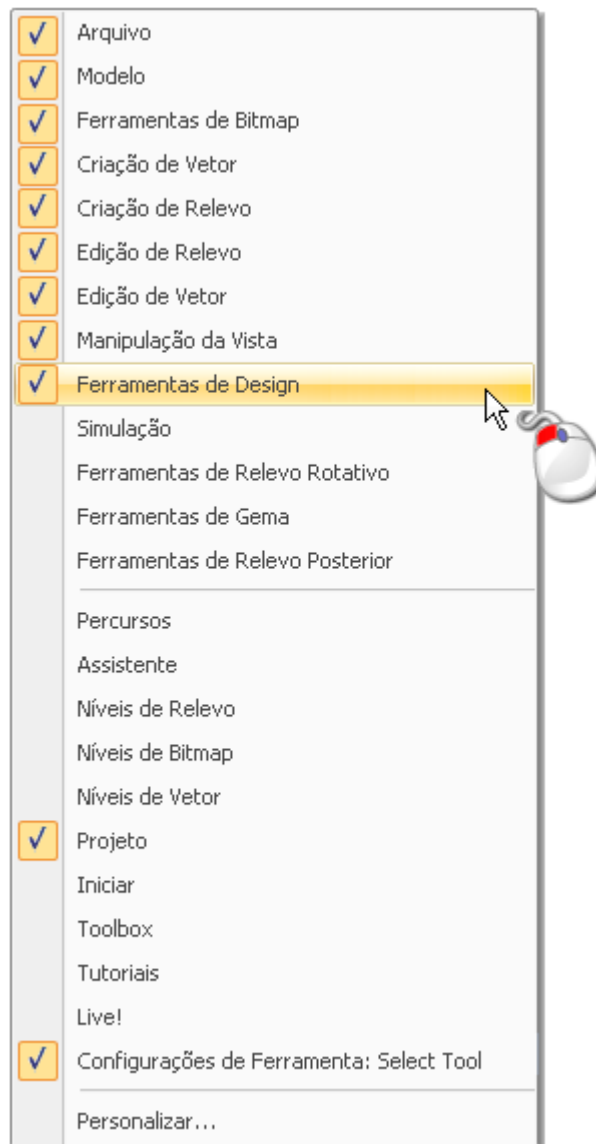 Arquivo
Modelo
Ferramentas de Bitmap
Criação de Vetor
Criação de Relevo
Edição de Relevo
Edição de Vetor
Manipulação da Vista
Ferramentas de Design
Simulação
Ferramentas de Relevo Rotativo
Ferramentas de Gema
Ferramentas de Relevo Posterior
Percursos
Assistente
Níveis de Relevo
Níveis de Bitmap
Níveis de Vetor
Projeto
Iniciar
Toolbox
Tutoriais
Live!
Configurações de Ferramenta: Select Tool
Personalizar...